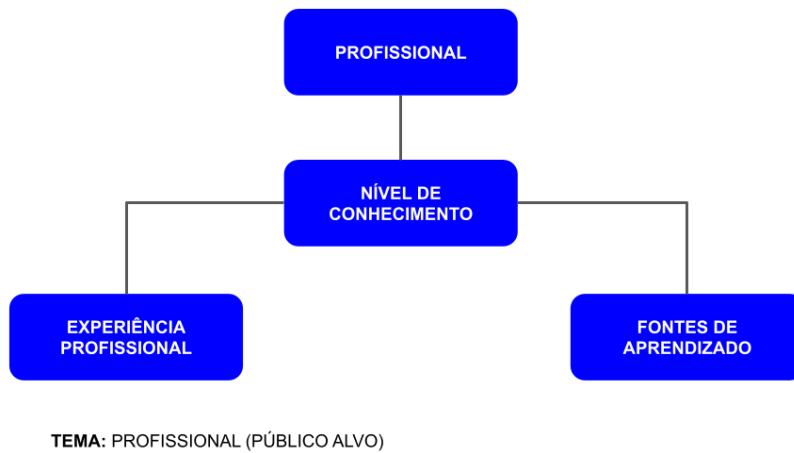 PROFISSIONAL
NÍVEL DE
CONHECIMENTO
EXPERIÊNCIA
PROFISSIONAL
FONTES DE
APRENDIZADO
TEMA: PROFISSIONAL (PÚBLICO ALVO)